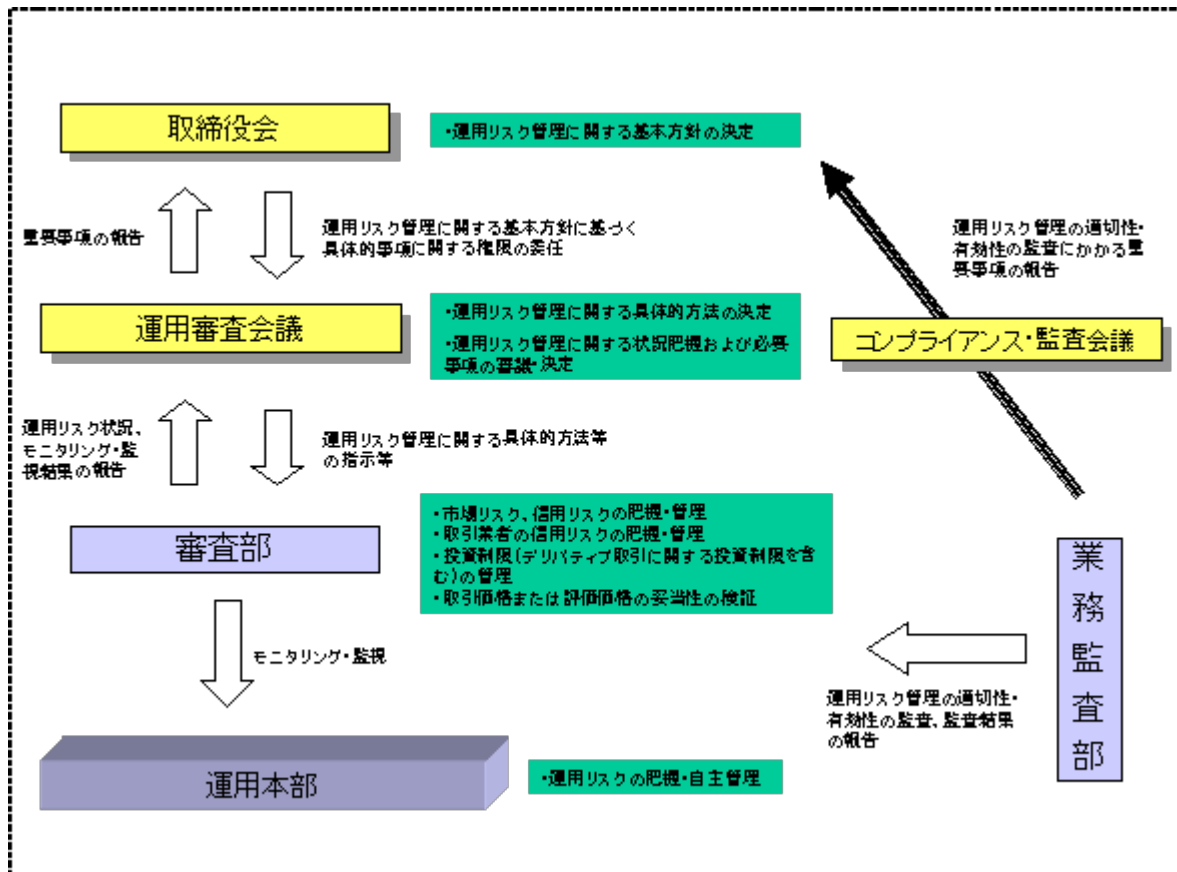 取締役会
・運用リスク管理に関する基本方針の決定
重要事項の報告
運用リスク管理に関する基本方針に基づく
具体的事項に関する権限の委任
運用リスク管理の適切性・
有効性の監査にかかる重
要事項の報告
運用審査会議
・運用リスク管理に関する具体的方法の決定
・運用リスク管理に関する状況把握および必要
事項の審議・決定
コンプライアンス・監査会議
運用リスク状況、
モニタリング・監
視結果の報告
運用リスク管理に関する具体的方法等
の指示等
審査部
・市場リスク、信用リスクの把握・管理
・取引業者の信用リスクの把握・管理
・投資制限(デリバティブ取引に関する投資制限を含
む)の管理
・取引価格または評価価格の妥当性の検証
業務監査部
モニタリング・監視
運用リスク管理の適切性・
有効性の監査、監査結果
の報告
運用本部
・運用リスクの把握・自主管理